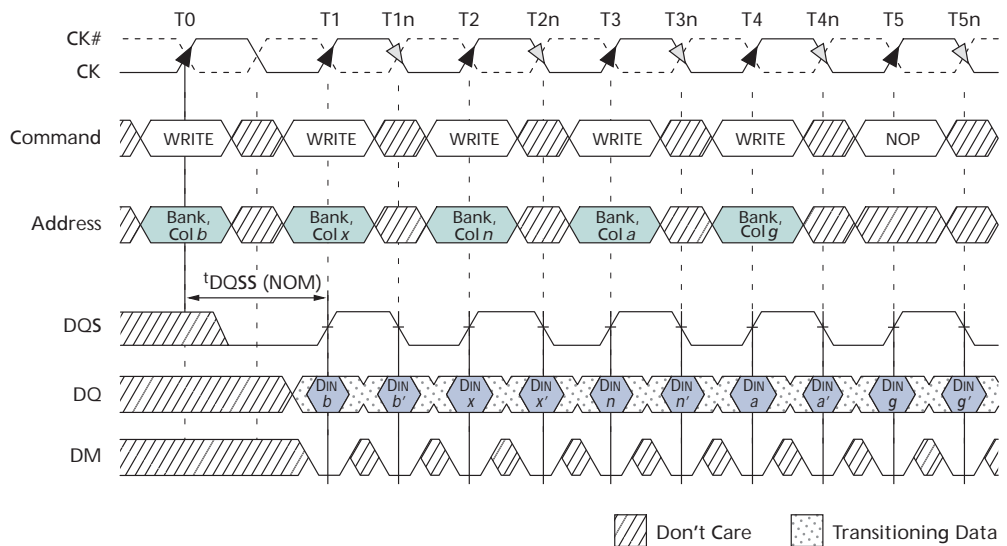 T0 T1 T1n T2 T2n T3 T3n T4 T4n T5 T5n
CK#
CK
Command WRITE WRITE WRITE WRITE WRITE NOP
Address Bank, Col b Bank, Col x Bank, Col n Bank, Col a Bank, Col g
tDQSS (NOM)
DQS
DQ DIN b DIN b' DIN x DIN x' DIN n DIN n' DIN a DIN a' DIN g DIN g'
DM
Don't Care Transitioning Data